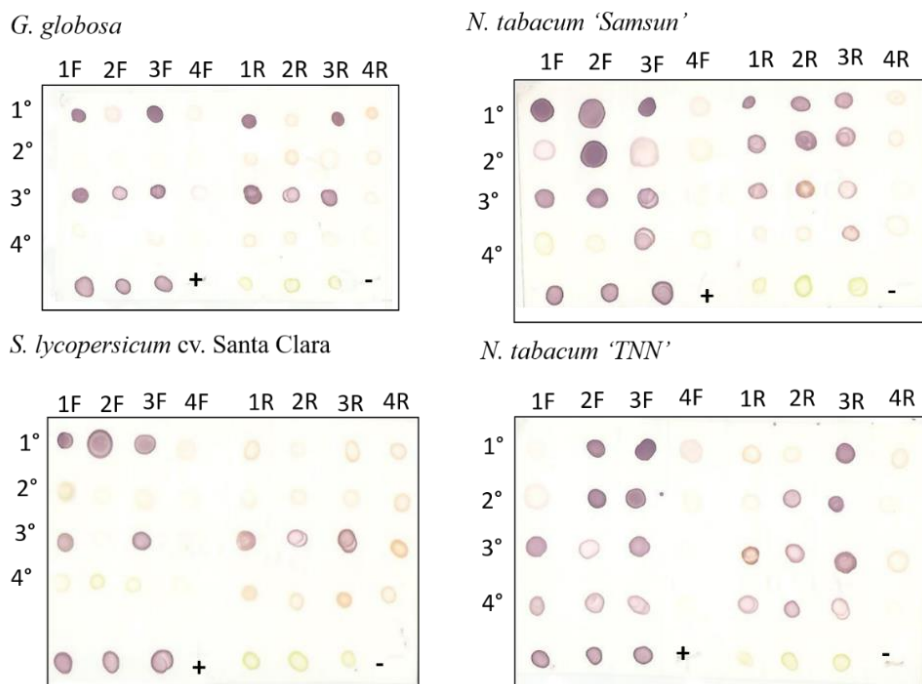 G. globosa
1F 2F 3F 4F 1R 2R 3R 4R
1°
2°
3°
4°
+ -
N. tabacum ‘Samsun’
1F 2F 3F 4F 1R 2R 3R 4R
1°
2°
3°
4°
+ -
S. lycopersicum cv. Santa Clara
1F 2F 3F 4F 1R 2R 3R 4R
1°
2°
3°
4°
+ -
N. tabacum ‘TNN’
1F 2F 3F 4F 1R 2R 3R 4R
1°
2°
3°
4°
+ -